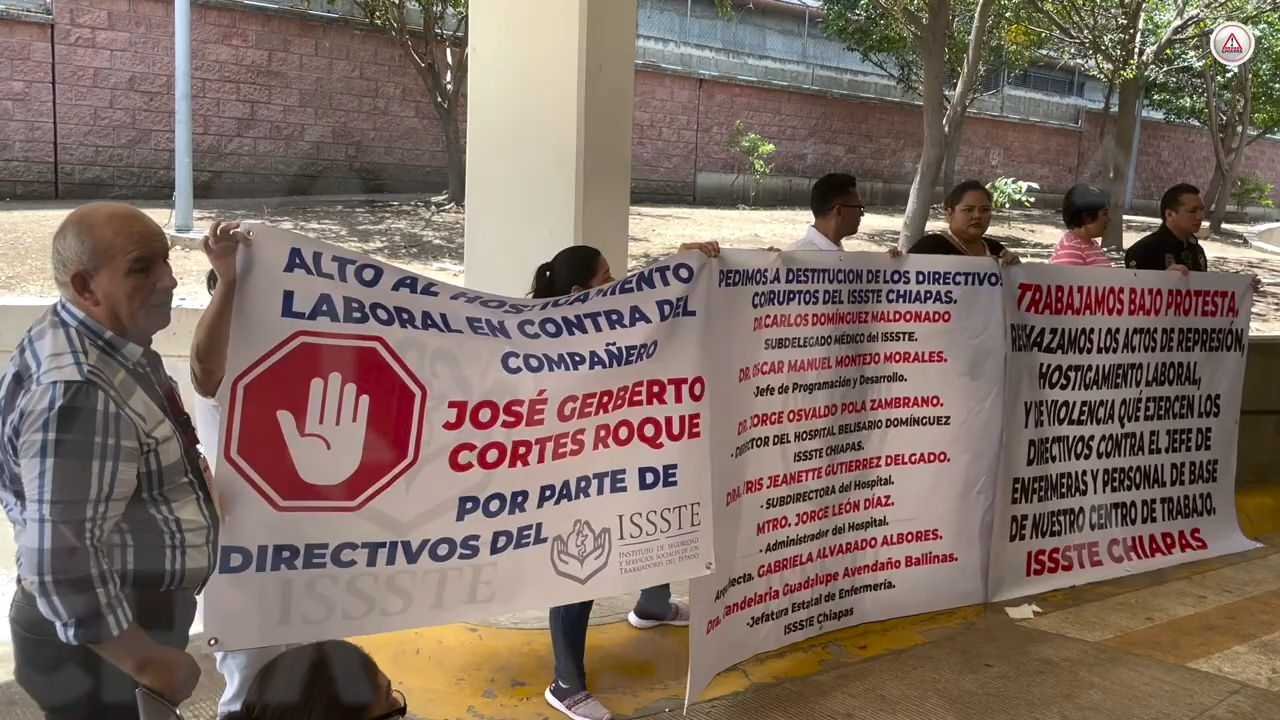 CHIAPAS
ALTO AL HOSTIGAMIENTO
LABORAL EN CONTRA DEL
COMPAÑERO
JOSÉ GERBERTO
CORTES ROQUE
POR PARTE DE
DIRECTIVOS DEL
ISSSTE
INSTITUTO DE SEGURIDAD
Y SERVICIOS SOCIALES DE LOS
TRABAJADORES DEL ESTADO
ISSSTE
PEDIMOS LA DESTITUCION DE LOS DIRECTIVO
CORRUPTOS DEL ISSSTE CHIAPAS.
DR. CARLOS DOMÍNGUEZ MALDONADO
SUBDELEGADO MÉDICO del ISSSTE.
DR. OSCAR MANUEL MONTEJO MORALES.
-Jefe de Programación y Desarrollo.
DR. JORGE OSVALDO POLA ZAMBRANO.
- DIRECTOR DEL HOSPITAL BELISARIO DOMÍNGUEZ
ISSSTE CHIAPAS.
DRA. IRIS JEANETTE GUTIERREZ DELGADO.
- SUBDIRECTORA del Hospital.
MTRO. JORGE LEÓN DÍAZ.
- Administrador del Hospital.
Arquitecta. GABRIELA ALVARADO ALBORES.
Dra. Candelaria Guadalupe Avendaño Ballinas.
-Jefatura Estatal de Enfermería.
ISSSTE Chiapas
TRABAJAMOS BAJO PROTESTA.
RECHAZAMOS LOS ACTOS DE REPRESIÓN,
HOSTIGAMIENTO LABORAL,
Y DE VIOLENCIA QUÉ EJERCEN LOS
DIRECTIVOS CONTRA EL JEFE DE
ENFERMERAS Y PERSONAL DE BASE
DE NUESTRO CENTRO DE TRABAJO.
ISSSTE CHIAPAS